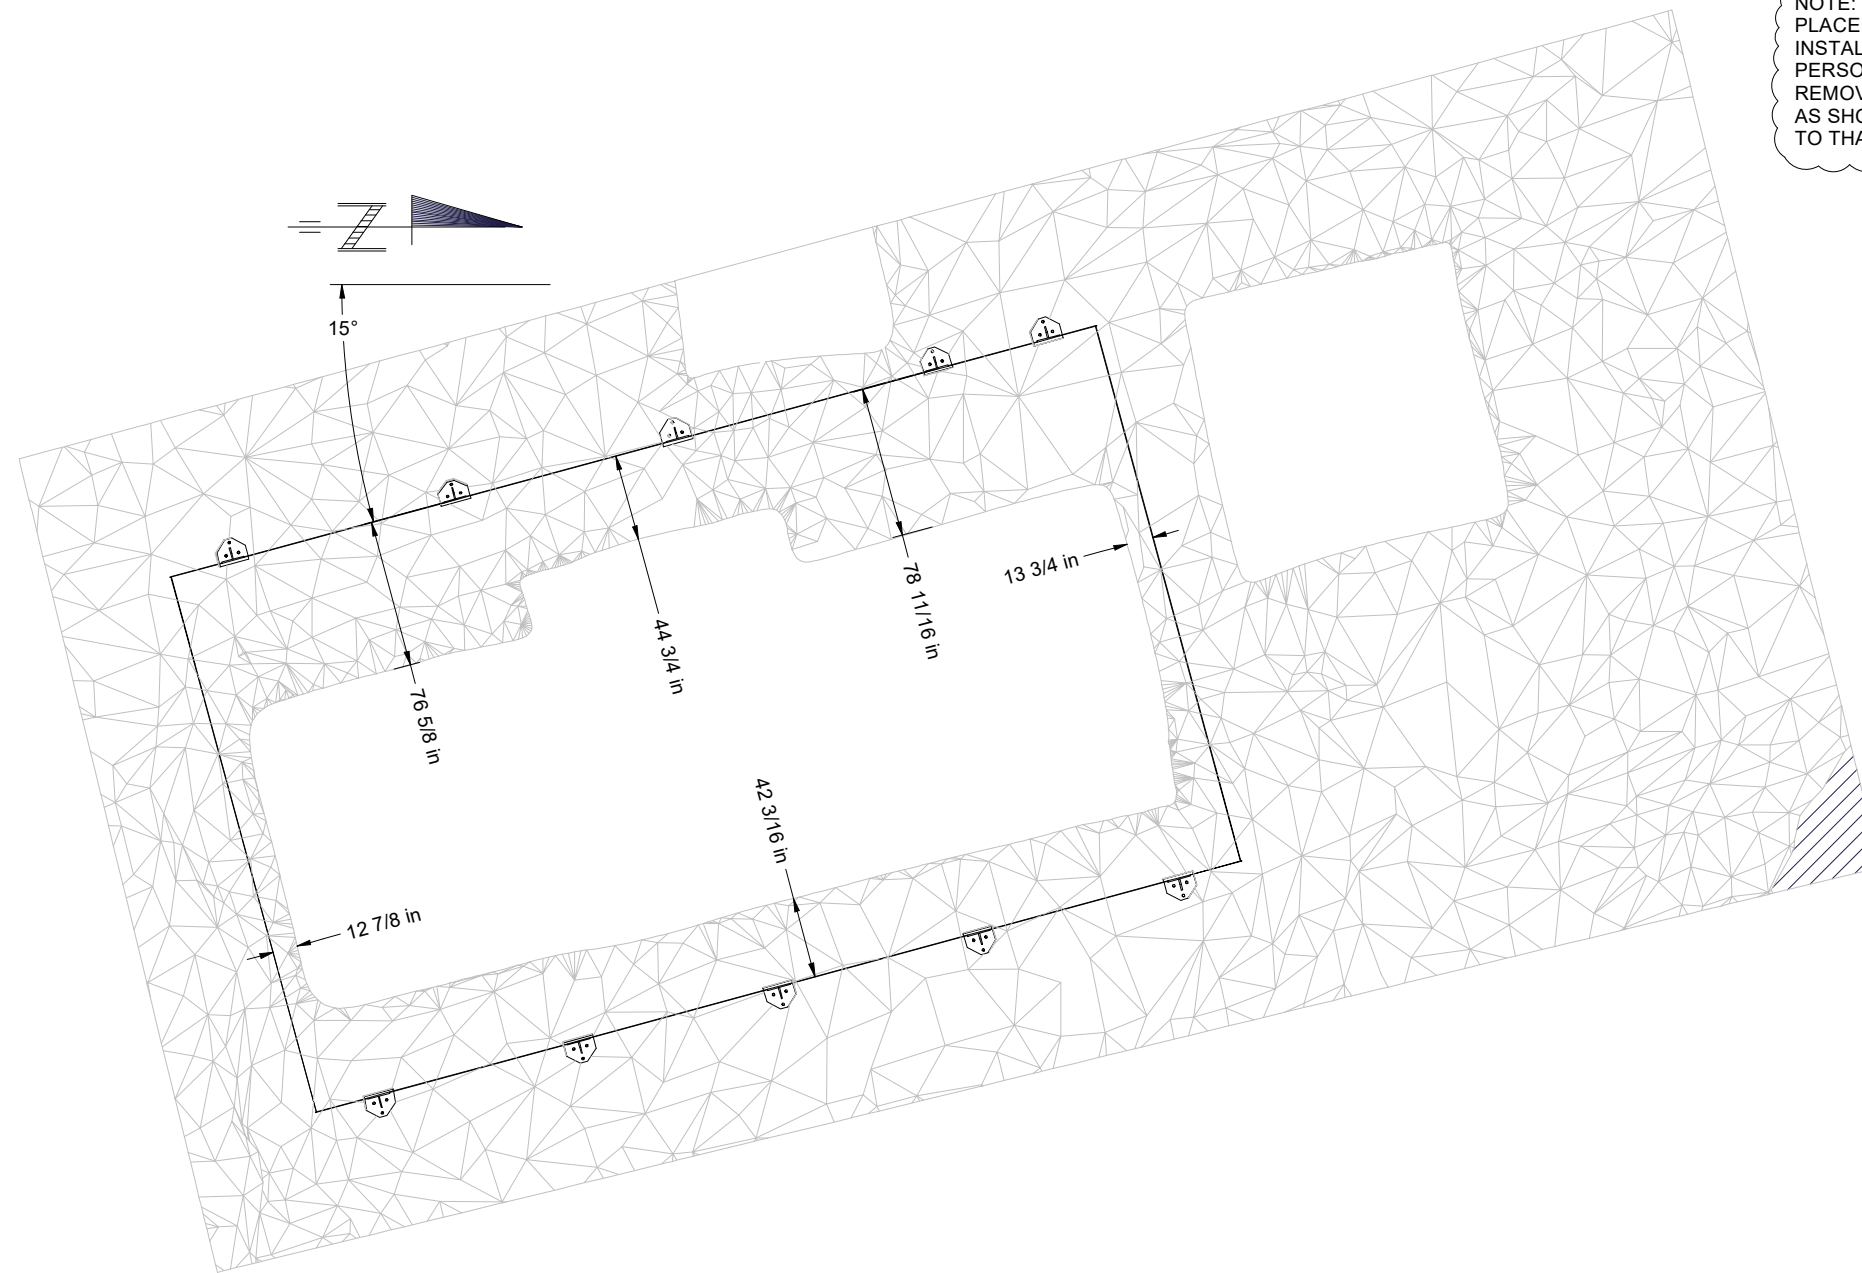 NOTE:
PLACE
INSTAL
PERSO
REMOV
AS SHO
TO THA
Z
15°
13 3/4 in
78 11/16 in
44 3/4 in
76 5/8 in
42 3/16 in
12 7/8 in